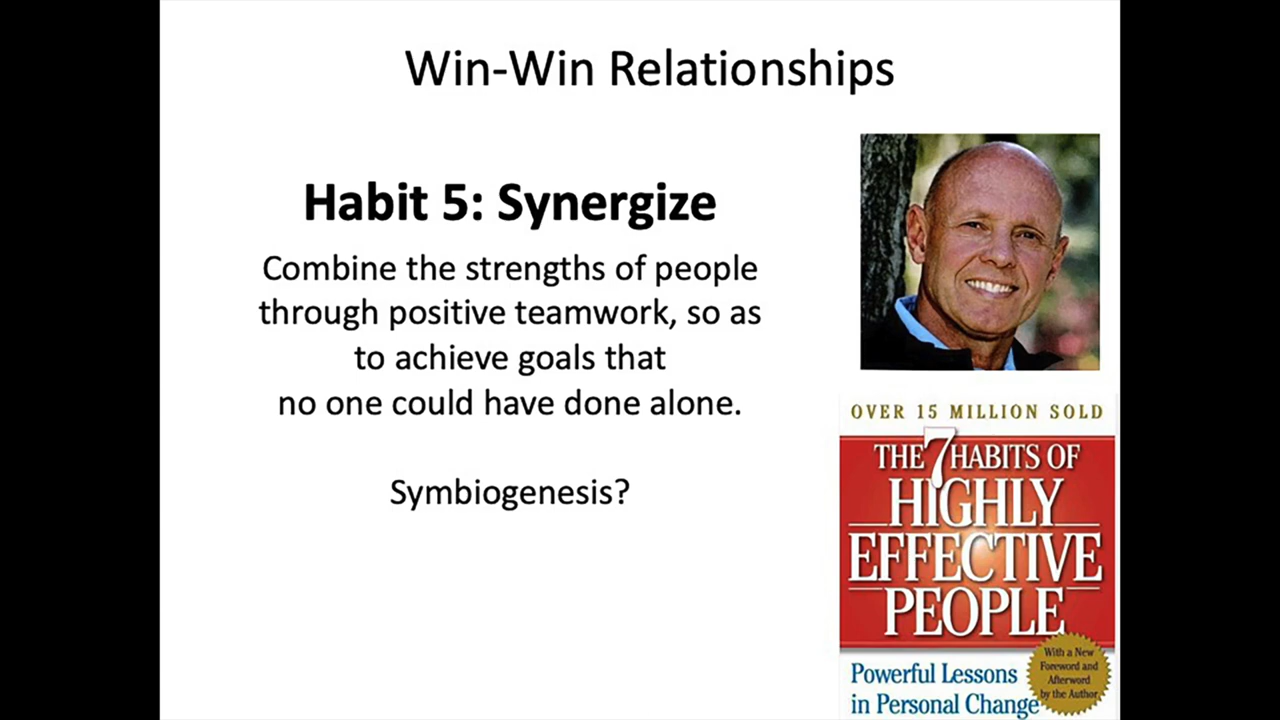 Win-Win Relationships
Habit 5: Synergize
Combine the strengths of people
through positive teamwork, so as
to achieve goals that
no one could have done alone.
Symbiogenesis?
OVER 15 MILLION SOLD
THE 7 HABITS OF
HIGHLY
EFFECTIVE
PEOPLE
With a New
Foreword and
Afterword
by the Author
Powerful Lessons
in Personal Change